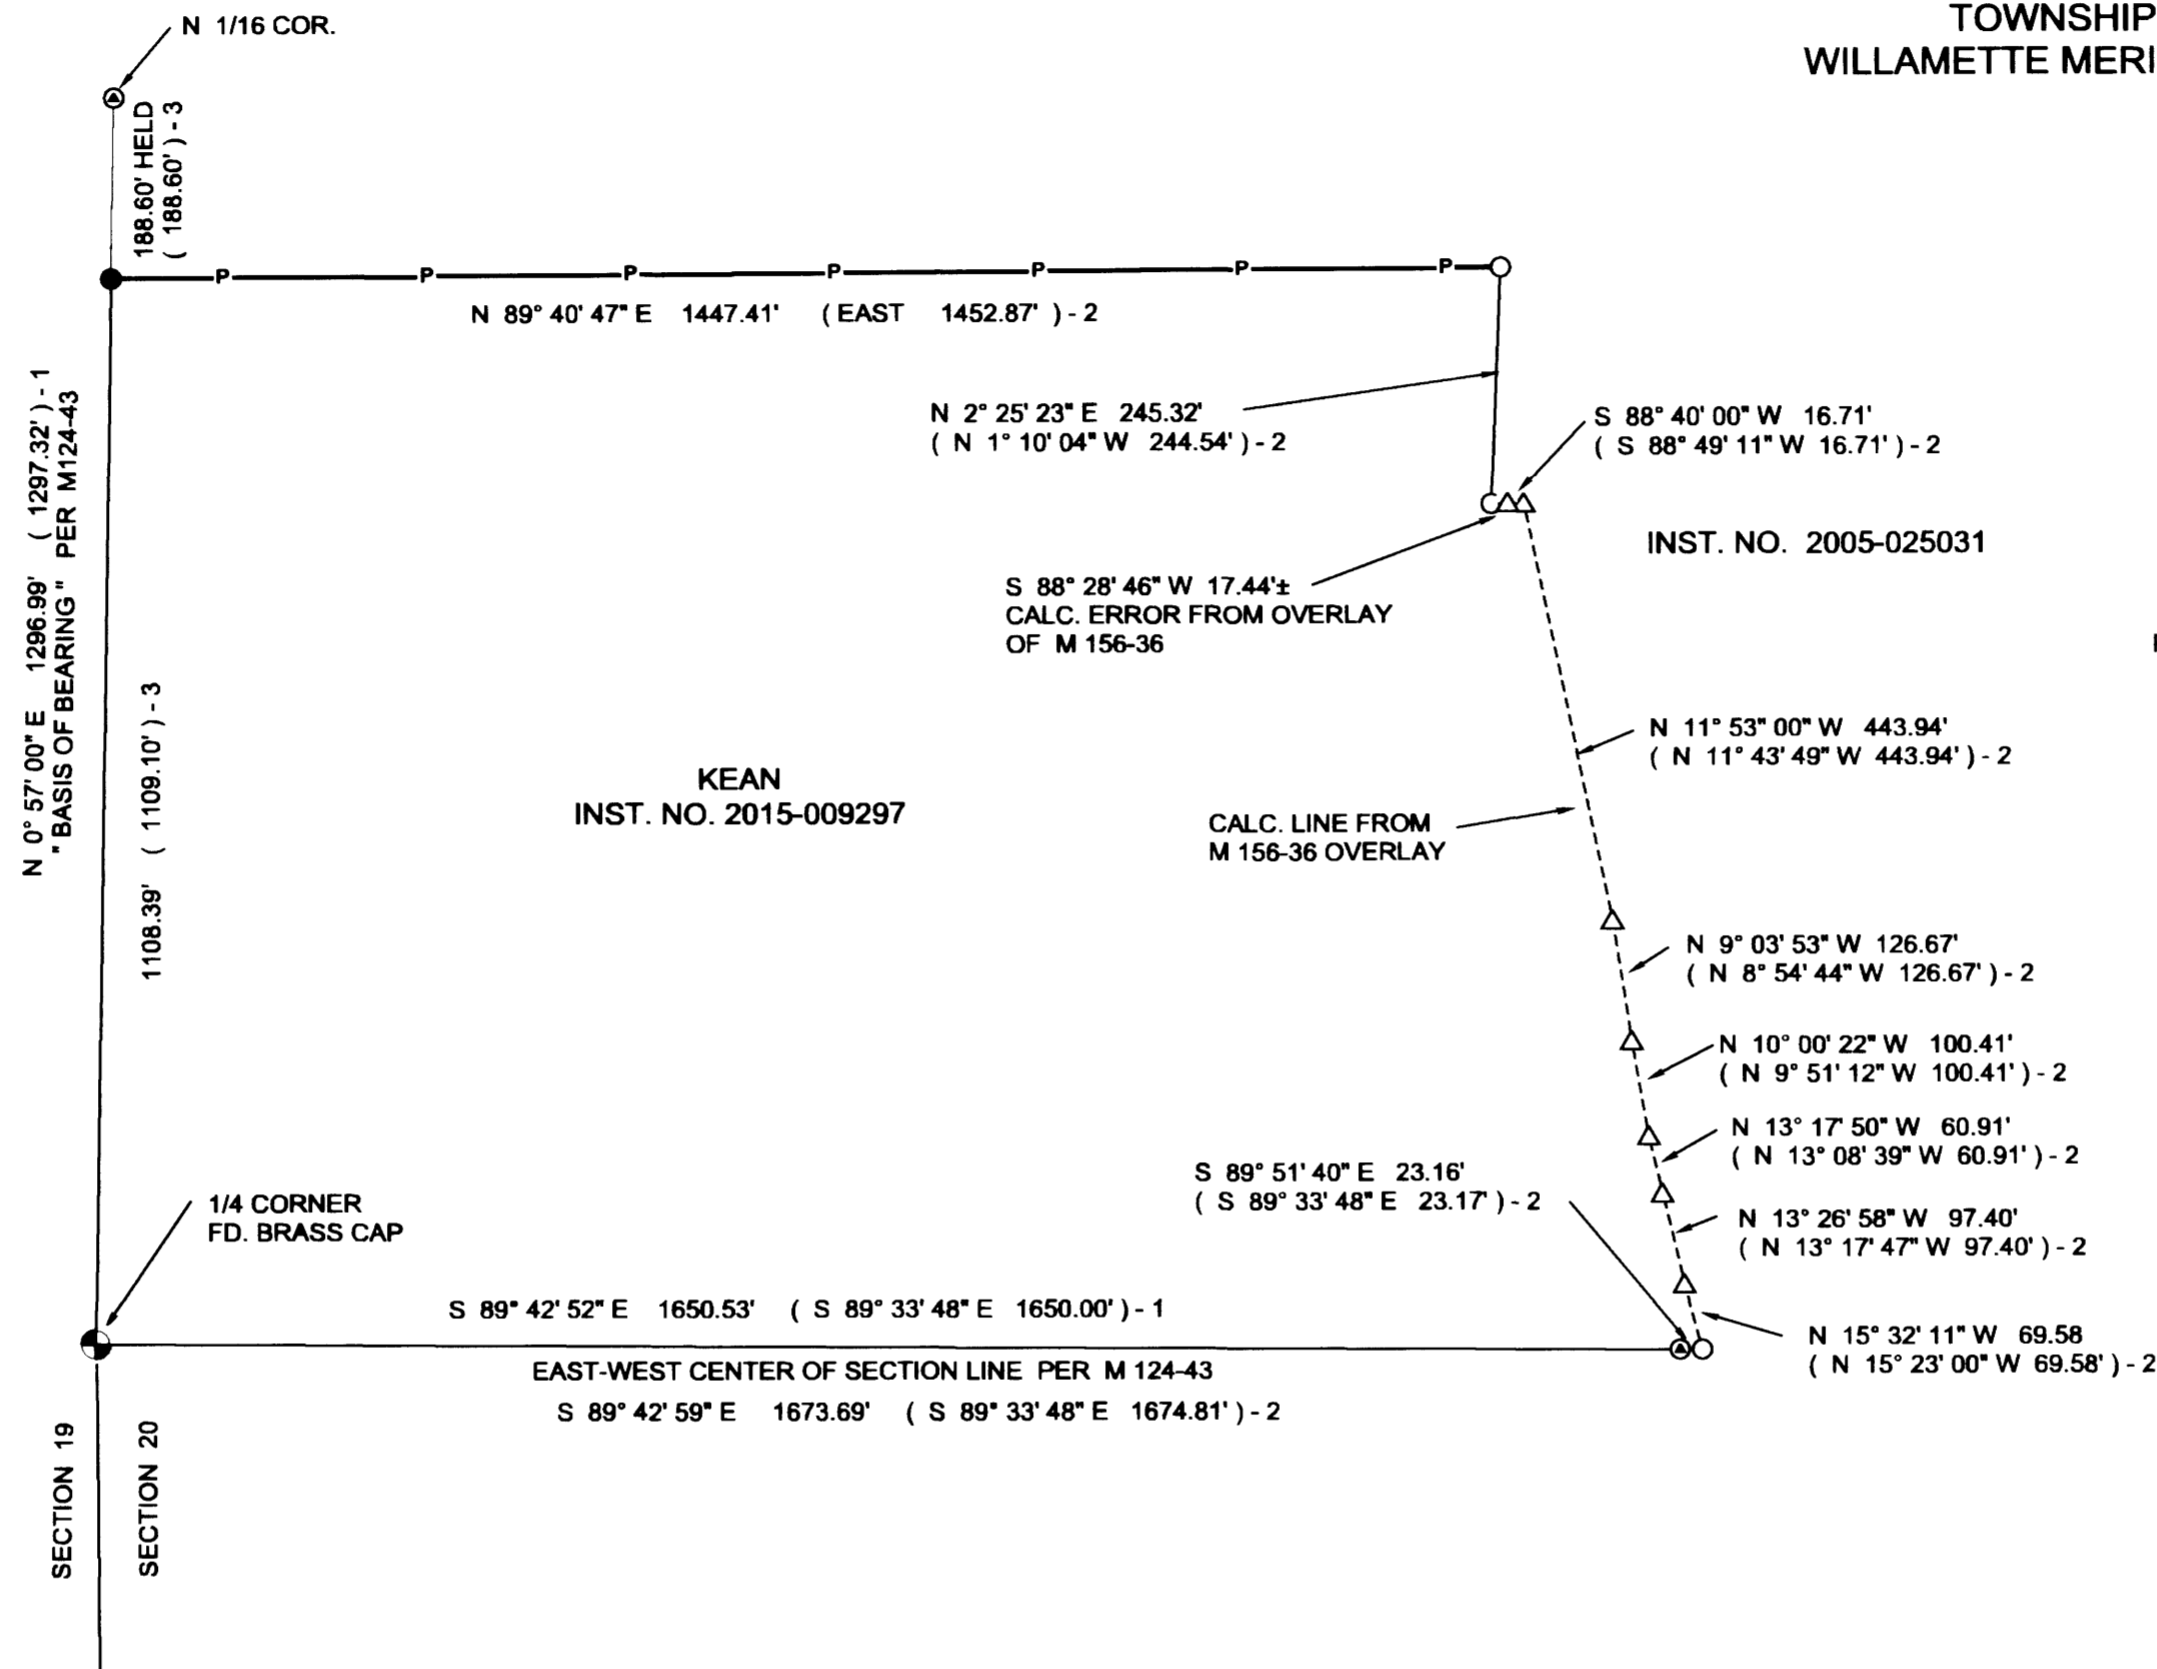 TOWNSHIP
WILLAMETTE MERI
N 1/16 COR.
188.60' HELD
( 188.60' ) - 3
P P P P P P P
N 89° 40' 47" E 1447.41' ( EAST 1452.87' ) - 2
N 2° 25' 23" E 245.32'
( N 1° 10' 04" W 244.54' ) - 2
S 88° 40' 00" W 16.71'
( S 88° 49' 11" W 16.71' ) - 2
INST. NO. 2005-025031
S 88° 28' 46" W 17.44'±
CALC. ERROR FROM OVERLAY
OF M 156-36
N 0° 57' 00" E 1296.99' ( 1297.32' ) - 1
" BASIS OF BEARING " PER M124-43
1108.39' ( 1109.10' ) - 3
KEAN
INST. NO. 2015-009297
N 11° 53" 00" W 443.94'
( N 11° 43' 49" W 443.94' ) - 2
CALC. LINE FROM
M 156-36 OVERLAY
N 9° 03' 53" W 126.67'
( N 8° 54' 44" W 126.67' ) - 2
N 10° 00' 22" W 100.41'
( N 9° 51' 12" W 100.41' ) - 2
N 13° 17' 50" W 60.91'
( N 13° 08' 39" W 60.91' ) - 2
S 89° 51' 40" E 23.16'
( S 89° 33' 48" E 23.17' ) - 2
N 13° 26' 58" W 97.40'
( N 13° 17' 47" W 97.40' ) - 2
1/4 CORNER
FD. BRASS CAP
S 89° 42' 52" E 1650.53' ( S 89° 33' 48" E 1650.00' ) - 1
N 15° 32' 11" W 69.58
( N 15° 23' 00" W 69.58' ) - 2
EAST-WEST CENTER OF SECTION LINE PER M 124-43
S 89° 42' 59" E 1673.69' ( S 89° 33' 48" E 1674.81' ) - 2
SECTION 19
SECTION 20